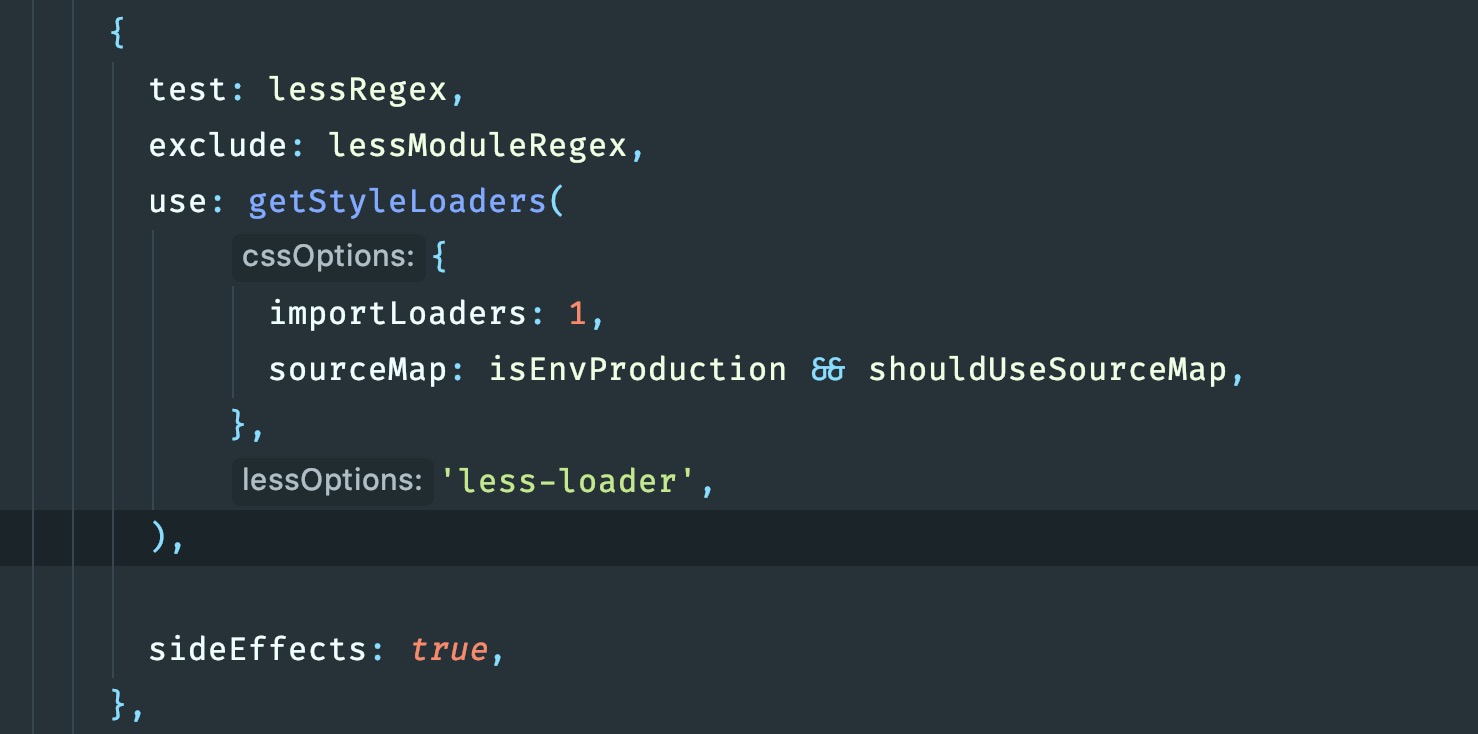 {
test: lessRegex,
exclude: lessModuleRegex,
use: getStyleLoaders(
cssOptions: {
importLoaders: 1,
sourceMap: isEnvProduction && shouldUseSourceMap,
},
lessOptions: 'less-loader',
),
sideEffects: true,
},